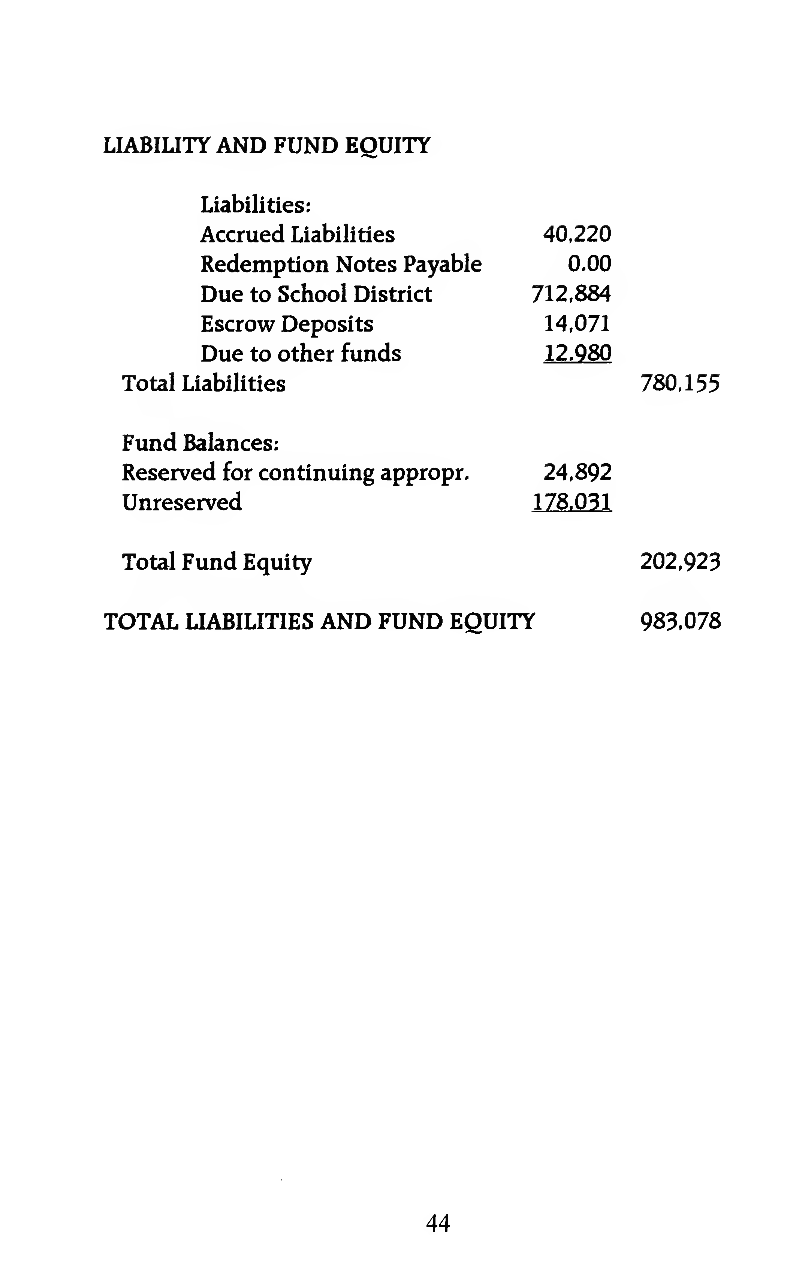 LIABILITY AND FUND EQUITY
Liabilities:
Accrued Liabilities 40,220
Redemption Notes Payable 0.00
Due to School District 712,884
Escrow Deposits 14,071
Due to other funds 12,980
Total Liabilities 780,155
Fund Balances:
Reserved for continuing appropr. 24,892
Unreserved 178,031
Total Fund Equity 202,923
TOTAL LIABILITIES AND FUND EQUITY 983,078
44